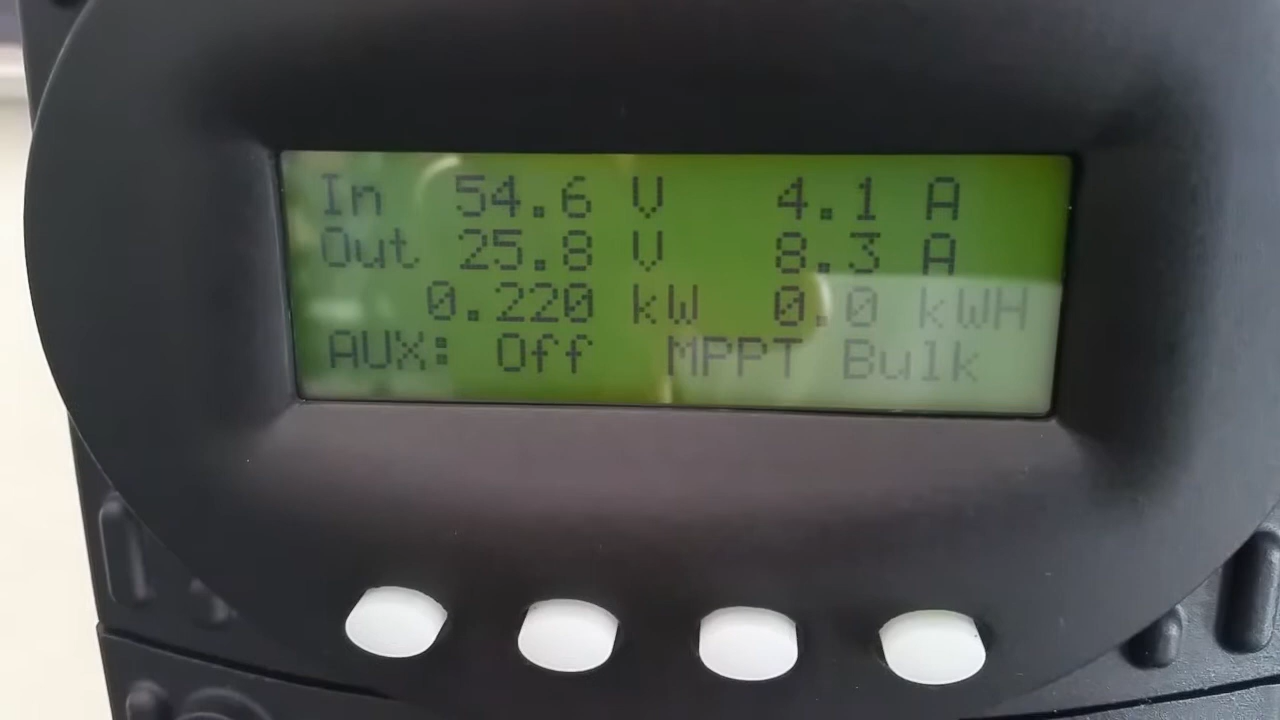 In 54.6 V 4.1 A
Out 25.8 V 8.3 A
0.220 kW 0.0 kWH
AUX: Off MPPT Bulk